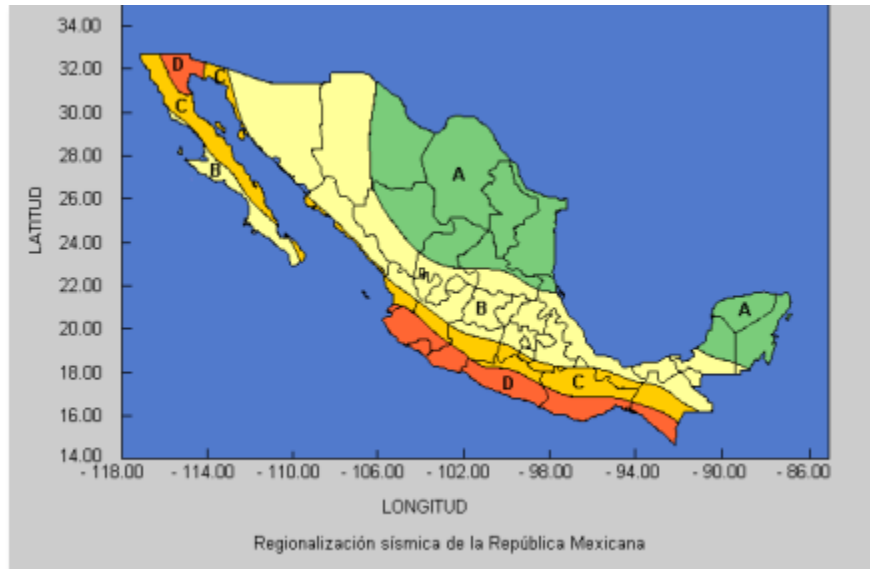 34.00
32.00
30.00
28.00
26.00
24.00
22.00
20.00
18.00
16.00
14.00
LATITUD
D
C
C
B
A
B
A
D
C
- 118.00 - 114.00 - 110.00 - 106.00 - 102.00 - 98.00 - 94.00 - 90.00 - 86.00
LONGITUD
Regionalización sísmica de la República Mexicana